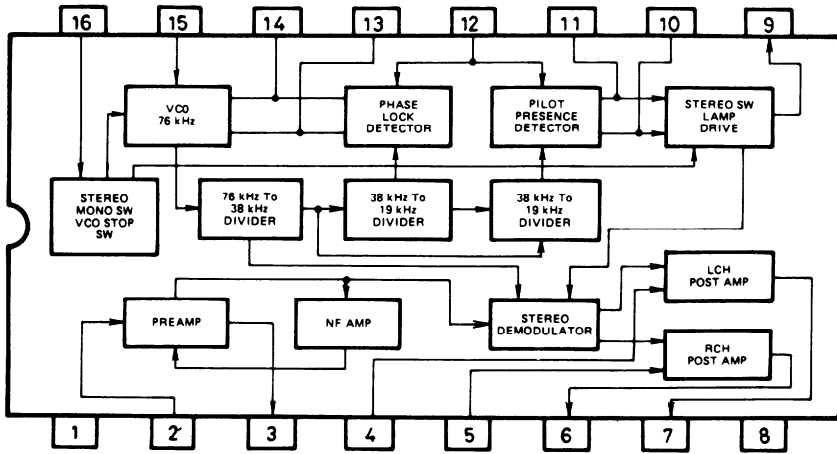 16 15 14 13 12 11 10 9
VCO
76 kHz
PHASE
LOCK
DETECTOR
PILOT
PRESENCE
DETECTOR
STEREO SW
LAMP
DRIVE
STEREO
MONO SW
VCO STOP
SW
76 kHz To
38 kHz
DIVIDER
38 kHz To
19 kHz
DIVIDER
38 kHz To
19 kHz
DIVIDER
LCH
POST AMP
PREAMP
NF AMP
STEREO
DEMODULATOR
RCH
POST AMP
1 2 3 4 5 6 7 8